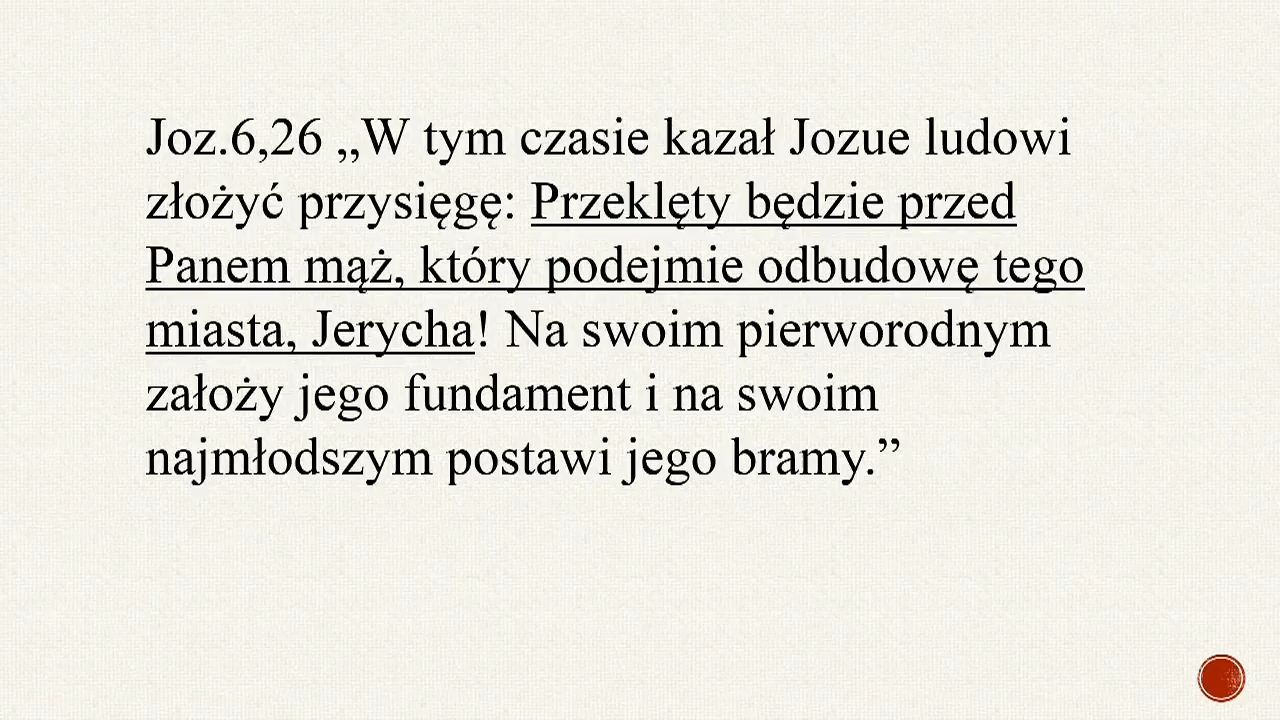 Joz.6,26 „W tym czasie kazał Jozue ludowi
złożyć przysięgę: Przeklęty będzie przed
Panem mąż, który podejmie odbudowę tego
miasta, Jerycha! Na swoim pierworodnym
założy jego fundament i na swoim
najmłodszym postawi jego bramy.”